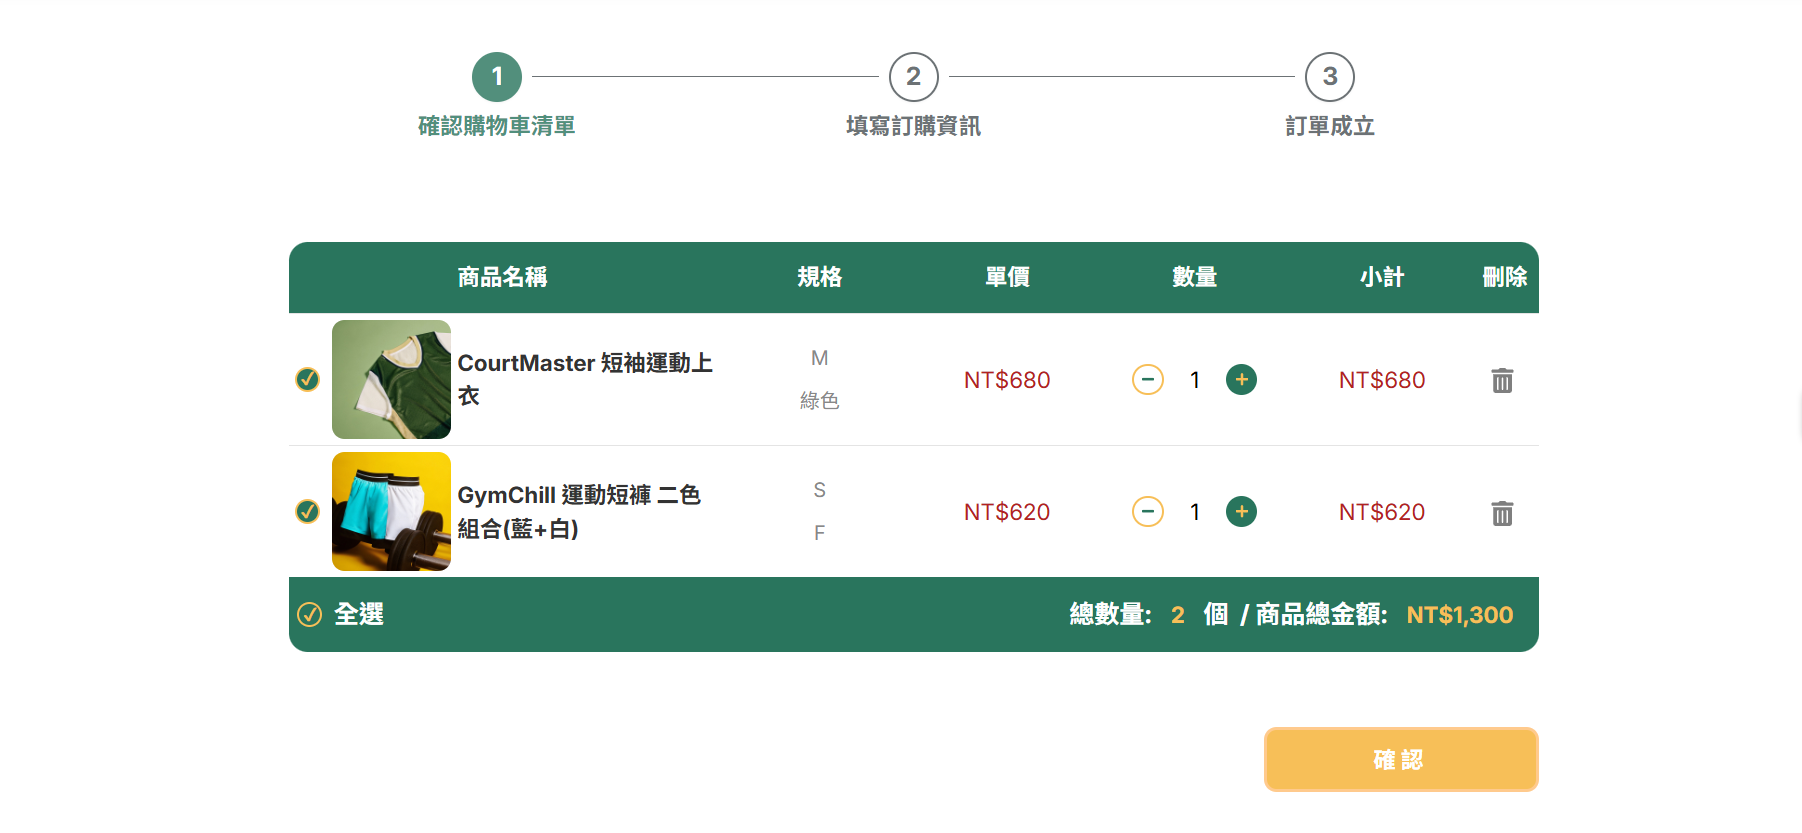 1
2
3
確認購物車清單
填寫訂購資訊
訂單成立
商品名稱 規格 單價 數量 小計 刪除
CourtMaster 短袖運動上
衣
M
綠色
NT$680
1
NT$680
GymChill 運動短褲 二色
組合(藍+白)
S
F
NT$620
1
NT$620
全選
總數量: 2 個 / 商品總金額: NT$1,300
確認